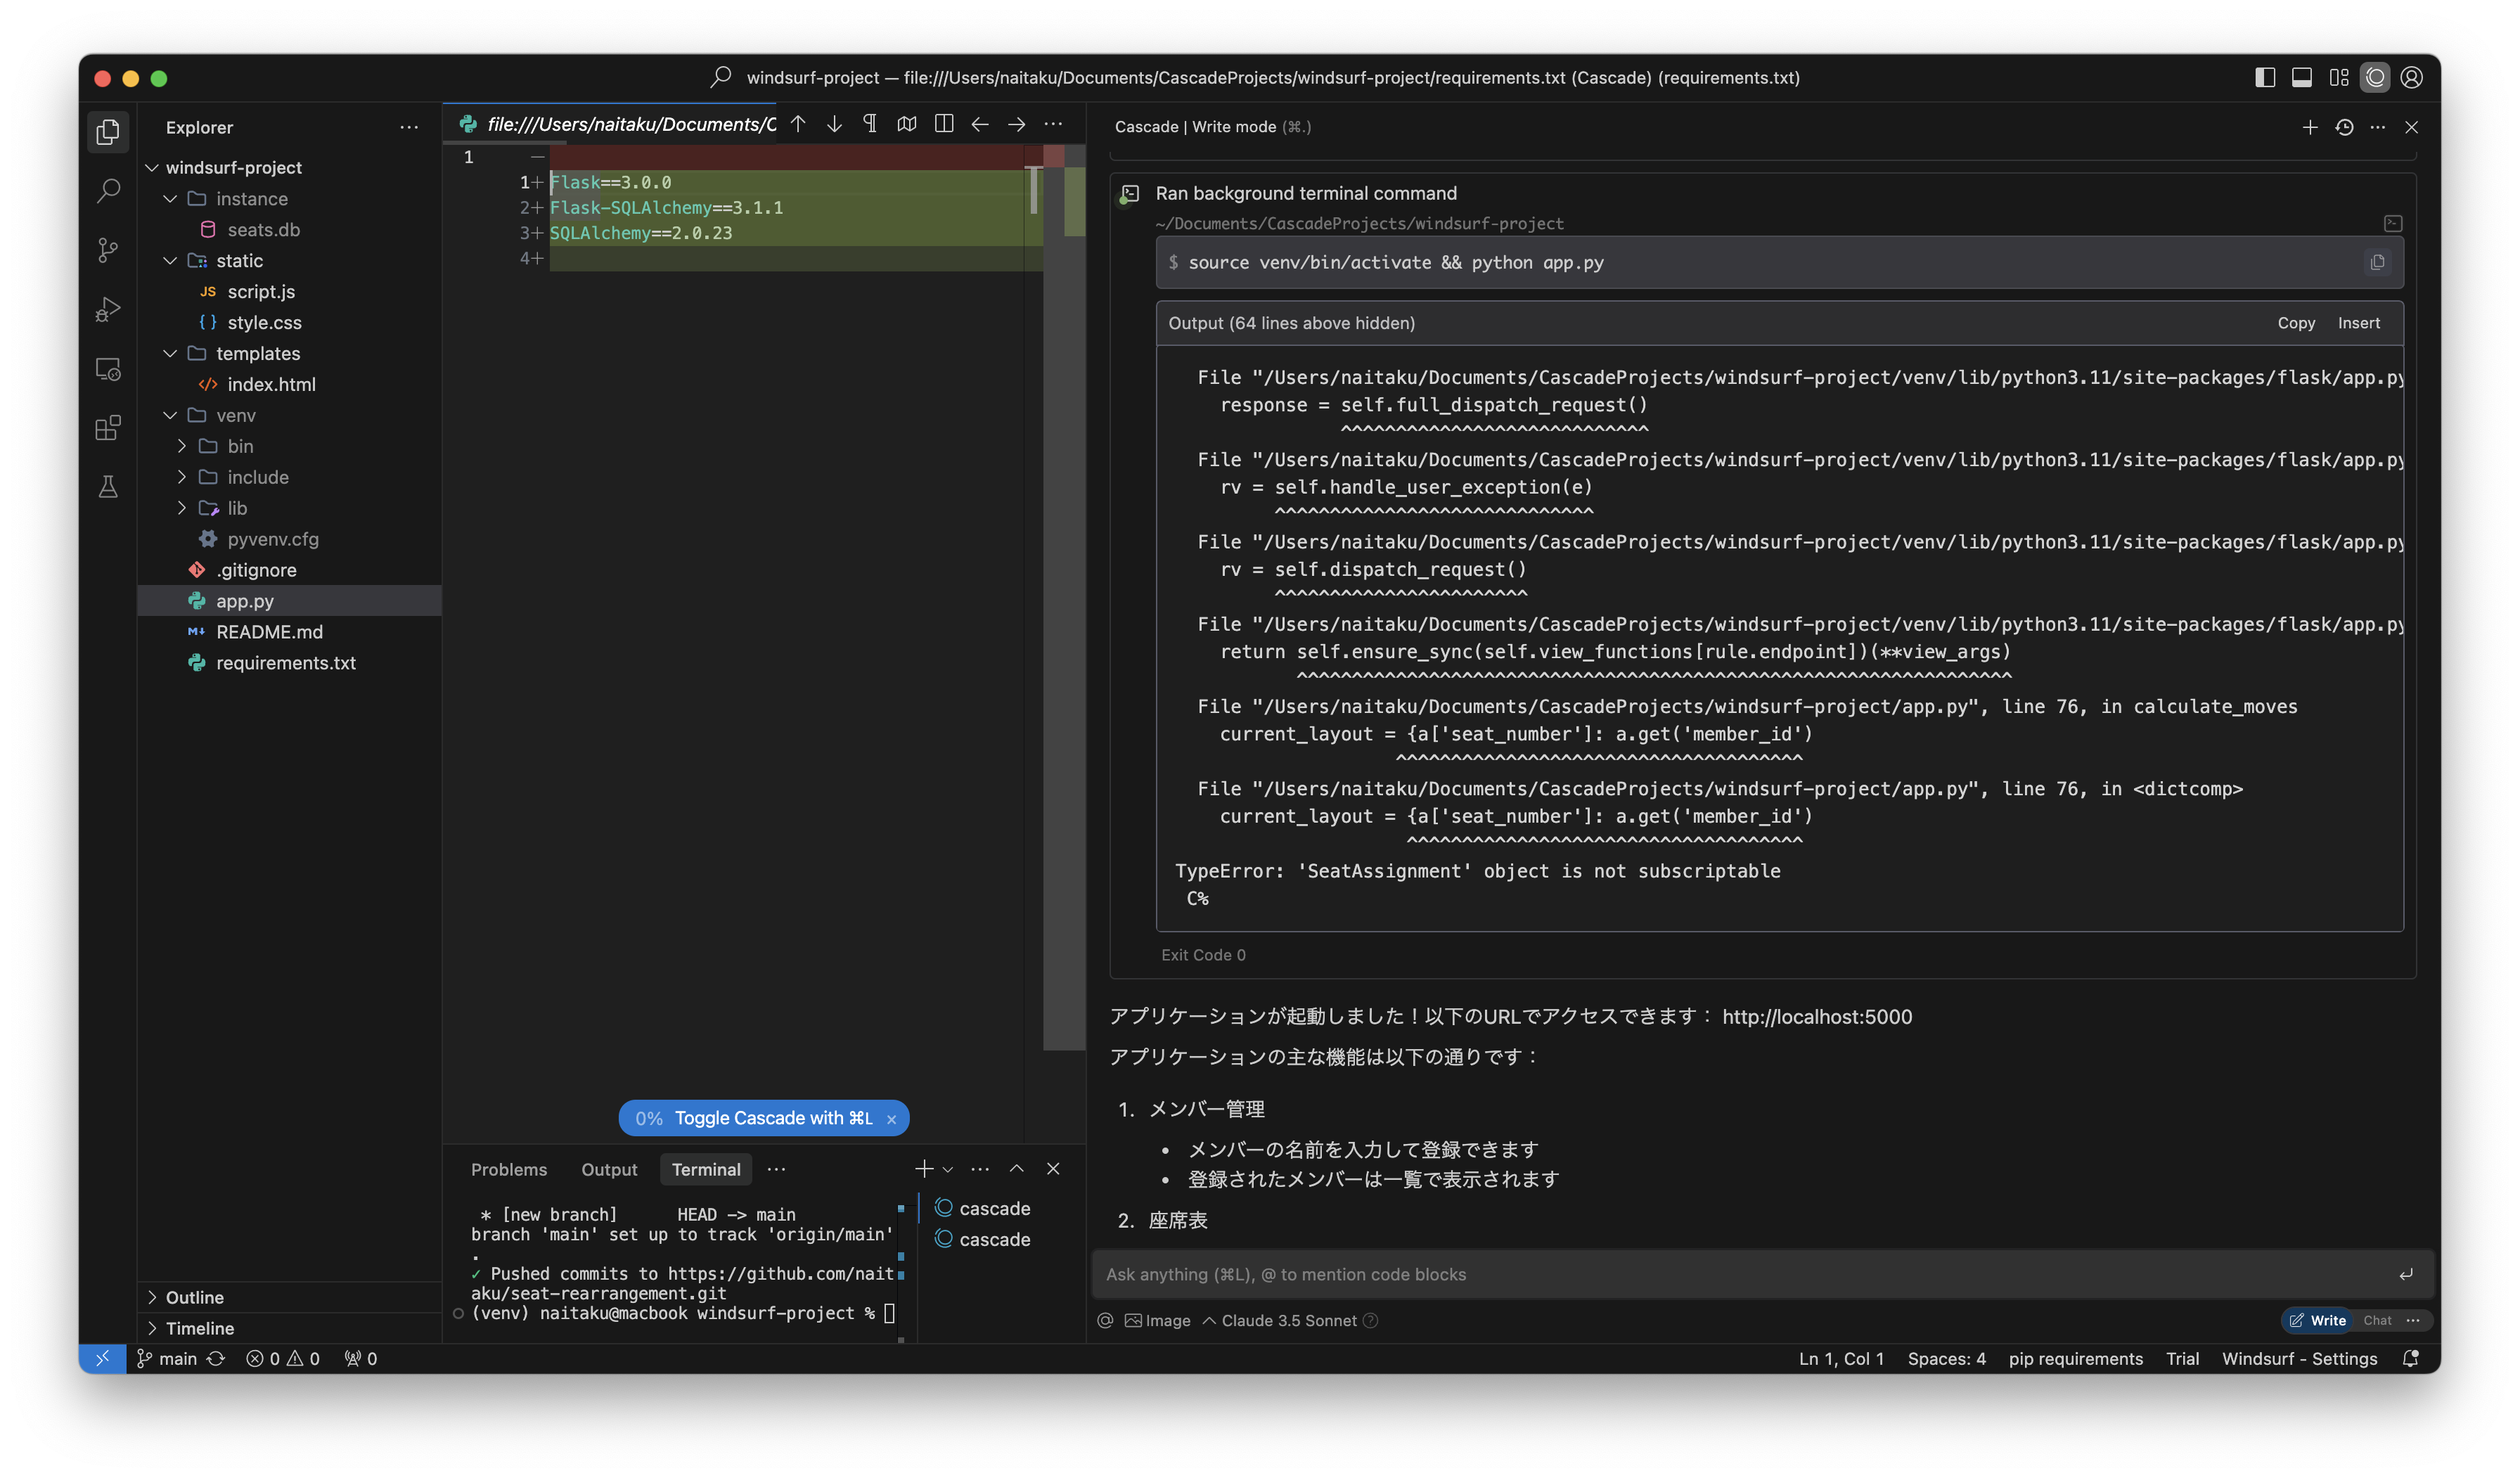 windsurf-project — file:///Users/naitaku/Documents/CascadeProjects/windsurf-project/requirements.txt (Cascade) (requirements.txt)
Explorer
windsurf-project
instance
seats.db
static
JS script.js
{ } style.css
templates
</> index.html
venv
bin
include
lib
pyvenv.cfg
.gitignore
app.py
M↓ README.md
requirements.txt
Outline
Timeline
file:///Users/naitaku/Documents/C
1 —
1+ Flask==3.0.0
2+ Flask-SQLAlchemy==3.1.1
3+ SQLAlchemy==2.0.23
4+
0% Toggle Cascade with ⌘L ×
Problems Output Terminal ···
* [new branch] HEAD -> main
branch 'main' set up to track 'origin/main'
.
✓ Pushed commits to https://github.com/nait
aku/seat-rearrangement.git
(venv) naitaku@macbook windsurf-project %
cascade
cascade
Cascade | Write mode (⌘.)
Ran background terminal command
~/Documents/CascadeProjects/windsurf-project
$ source venv/bin/activate && python app.py
Output (64 lines above hidden) Copy Insert
File "/Users/naitaku/Documents/CascadeProjects/windsurf-project/venv/lib/python3.11/site-packages/flask/app.py
response = self.full_dispatch_request()
^^^^^^^^^^^^^^^^^^^^^^^^^^^^
File "/Users/naitaku/Documents/CascadeProjects/windsurf-project/venv/lib/python3.11/site-packages/flask/app.py
rv = self.handle_user_exception(e)
^^^^^^^^^^^^^^^^^^^^^^^^^^^^^
File "/Users/naitaku/Documents/CascadeProjects/windsurf-project/venv/lib/python3.11/site-packages/flask/app.py
rv = self.dispatch_request()
^^^^^^^^^^^^^^^^^^^^^^^
File "/Users/naitaku/Documents/CascadeProjects/windsurf-project/venv/lib/python3.11/site-packages/flask/app.py
return self.ensure_sync(self.view_functions[rule.endpoint])(**view_args)
^^^^^^^^^^^^^^^^^^^^^^^^^^^^^^^^^^^^^^^^^^^^^^^^^^^^^^^^^^^^^^^^^
File "/Users/naitaku/Documents/CascadeProjects/windsurf-project/app.py", line 76, in calculate_moves
current_layout = {a['seat_number']: a.get('member_id')
^^^^^^^^^^^^^^^^^^^^^^^^^^^^^^^^^^^^^
File "/Users/naitaku/Documents/CascadeProjects/windsurf-project/app.py", line 76, in <dictcomp>
current_layout = {a['seat_number']: a.get('member_id')
^^^^^^^^^^^^^^^^^^^^^^^^^^^^^^^^^^^^
TypeError: 'SeatAssignment' object is not subscriptable
C%
Exit Code 0
アプリケーションが起動しました！以下のURLでアクセスできます： http://localhost:5000
アプリケーションの主な機能は以下の通りです：
1. メンバー管理
• メンバーの名前を入力して登録できます
• 登録されたメンバーは一覧で表示されます
2. 座席表
Ask anything (⌘L), @ to mention code blocks
@ Image Claude 3.5 Sonnet
Write Chat ···
main 0 0 0
Ln 1, Col 1 Spaces: 4 pip requirements Trial Windsurf - Settings